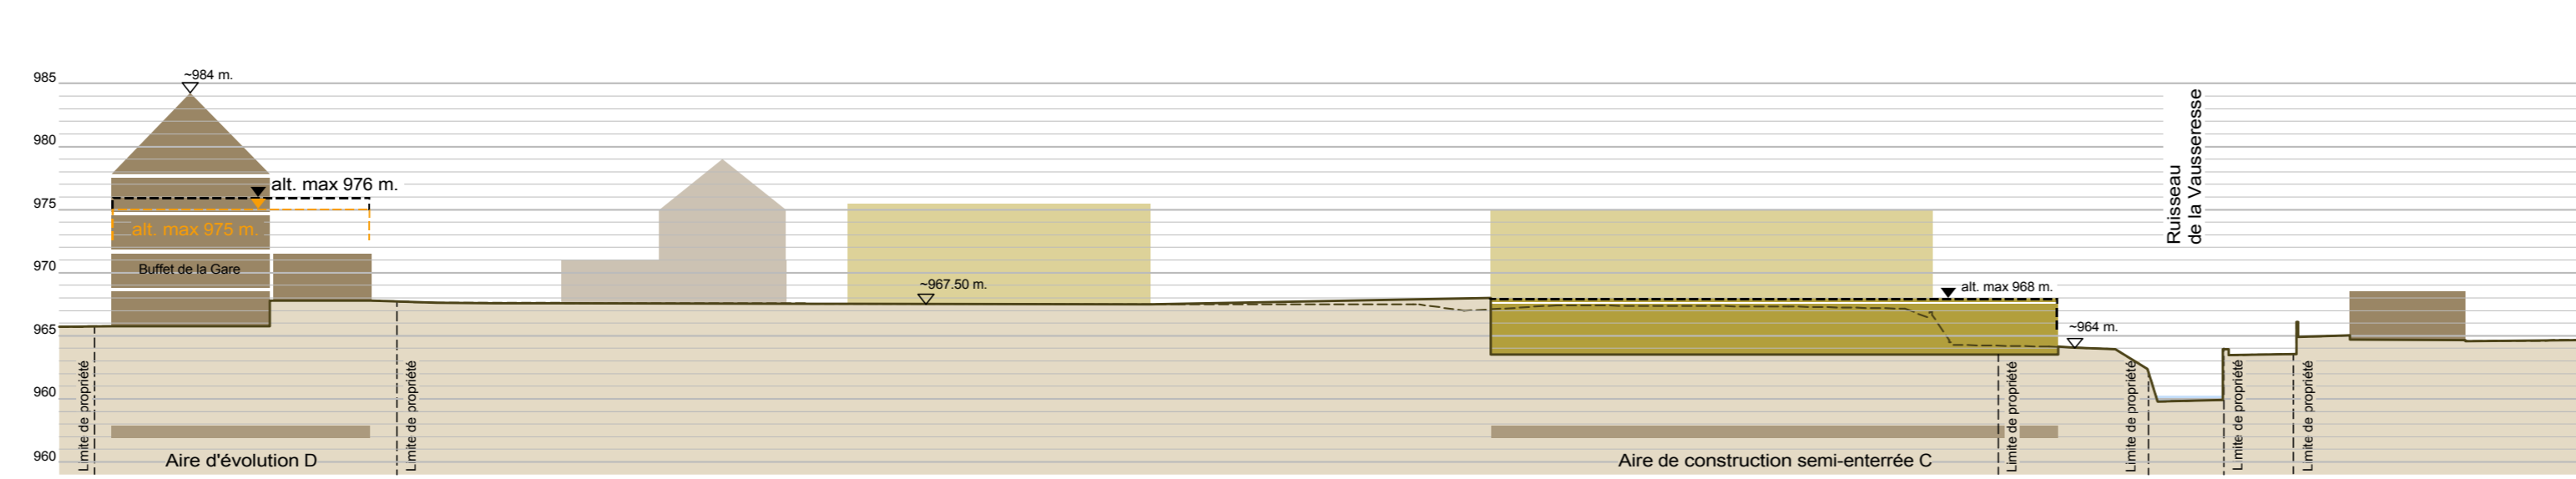 985
980
975
970
965
960
960
~984 m.
alt. max 976 m.
alt. max 975 m.
Buffet de la Gare
~967.50 m.
alt. max 968 m.
~964 m.
Ruisseau
de la Vausseresse
Limite de propriété
Limite de propriété
Limite de propriété
Limite de propriété
Limite de propriété
Limite de propriété
Aire d'évolution D
Aire de construction semi-enterrée C